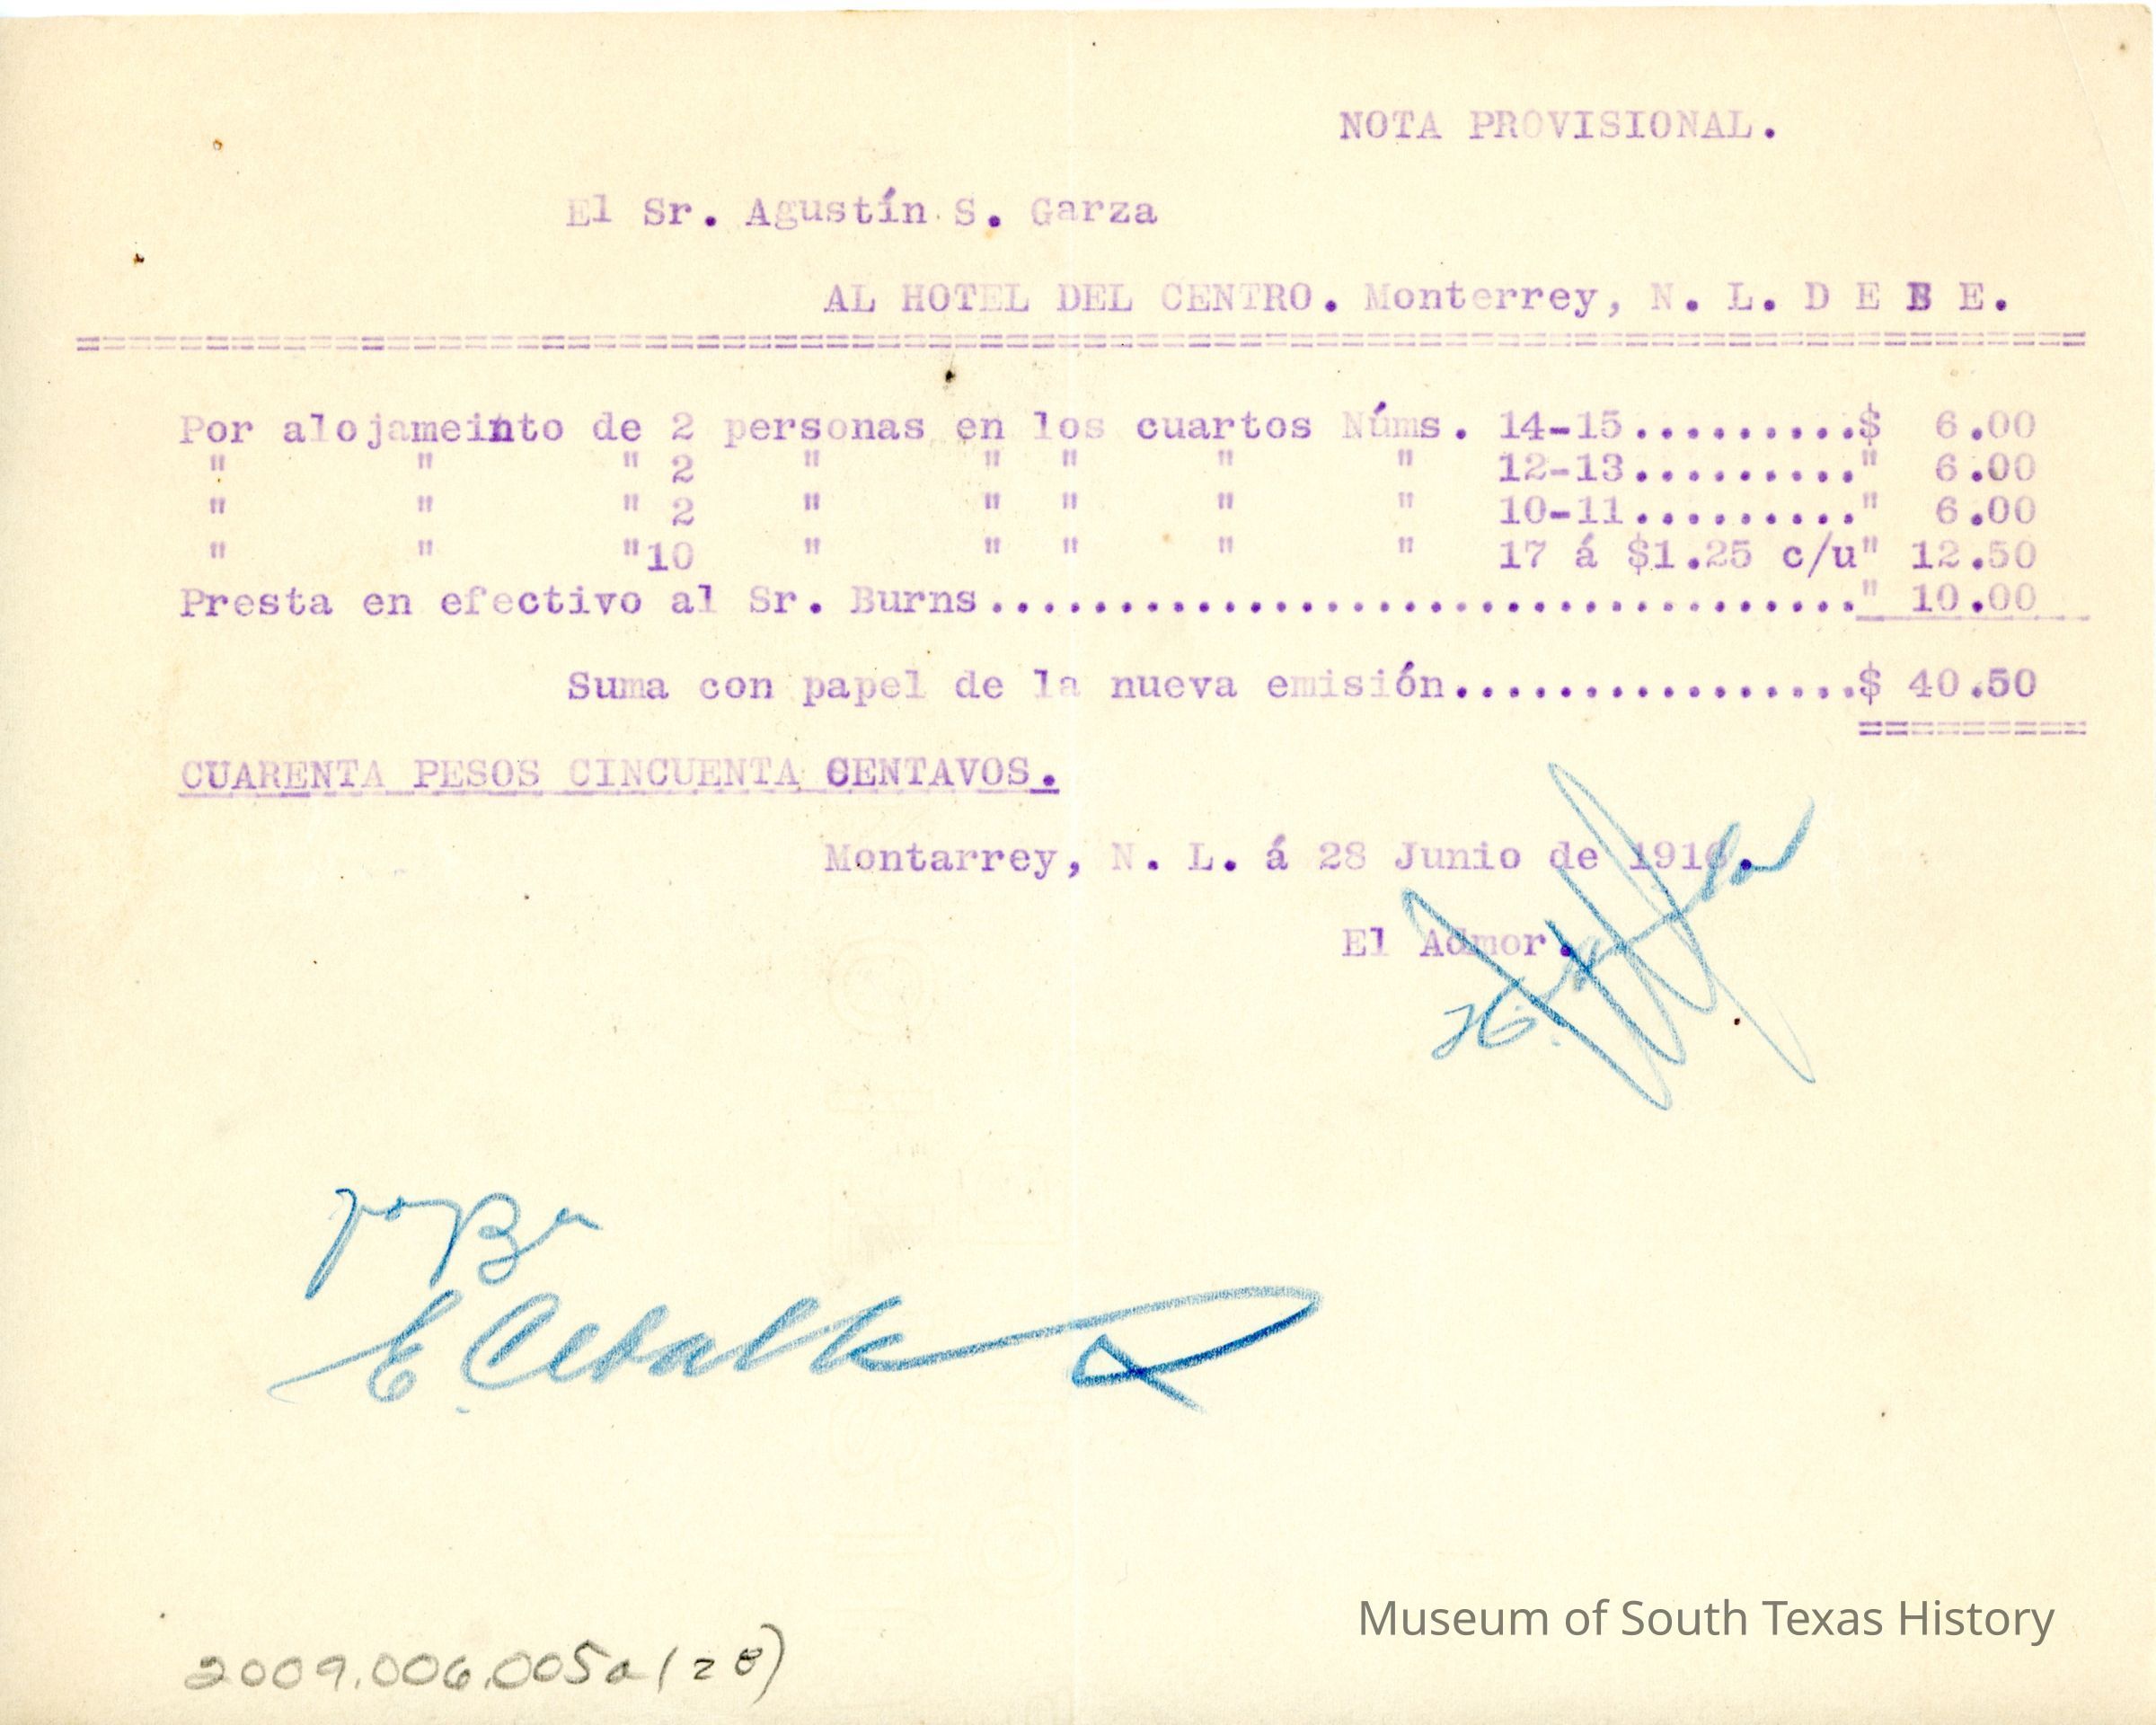 NOTA PROVISIONAL.
El Sr. Agustín S. Garza
AL HOTEL DEL CENTRO. Monterrey, N. L. D E B E.
================================================================================
Por alojameinto de 2 personas en los cuartos Núms. 14-15.........$ 6.00
" " " 2 " " " " " 12-13........." 6.00
" " " 2 " " " " " 10-11........." 6.00
" " "10 " " " " " 17 á $1.25 c/u" 12.50
Presta en efectivo al Sr. Burns.................................." 10.00
Suma con papel de la nueva emisión................$ 40.50
=========
CUARENTA PESOS CINCUENTA CENTAVOS.
Montarrey, N. L. á 28 Junio de 1916.
El Admor.
2009.006.005a(28)
Museum of South Texas History